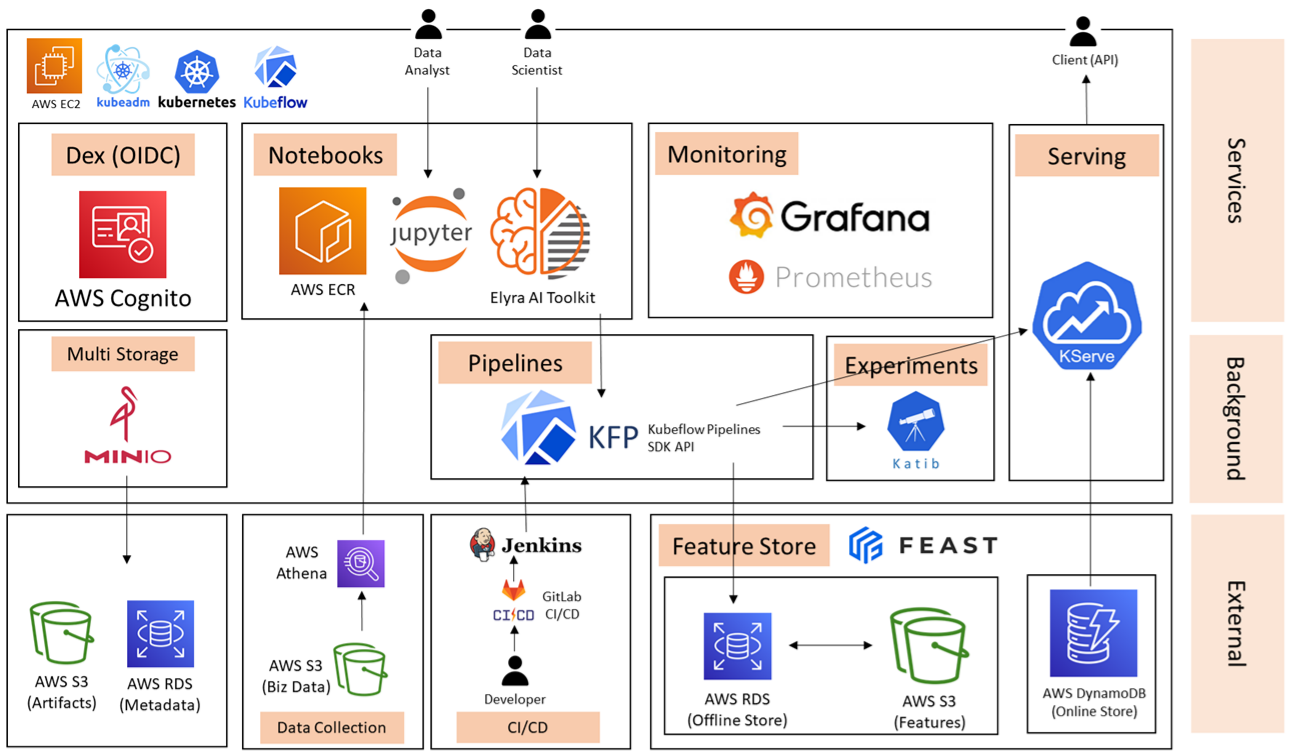 Data
Analyst
Data
Scientist
Client (API)
AWS EC2
kubeadm
kubernetes
Kubeflow
Services
Dex (OIDC)
AWS Cognito
Notebooks
AWS ECR
jupyter
Elyra AI Toolkit
Monitoring
Grafana
Prometheus
Serving
KServe
Background
Multi Storage
MINIO
Pipelines
KFP
Kubeflow Pipelines
SDK API
Experiments
Katib
External
AWS S3
(Artifacts)
AWS RDS
(Metadata)
AWS
Athena
AWS S3
(Biz Data)
Data Collection
Jenkins
CI/CD
GitLab
CI/CD
Developer
CI/CD
Feature Store
FEAST
AWS RDS
(Offline Store)
AWS S3
(Features)
AWS DynamoDB
(Online Store)